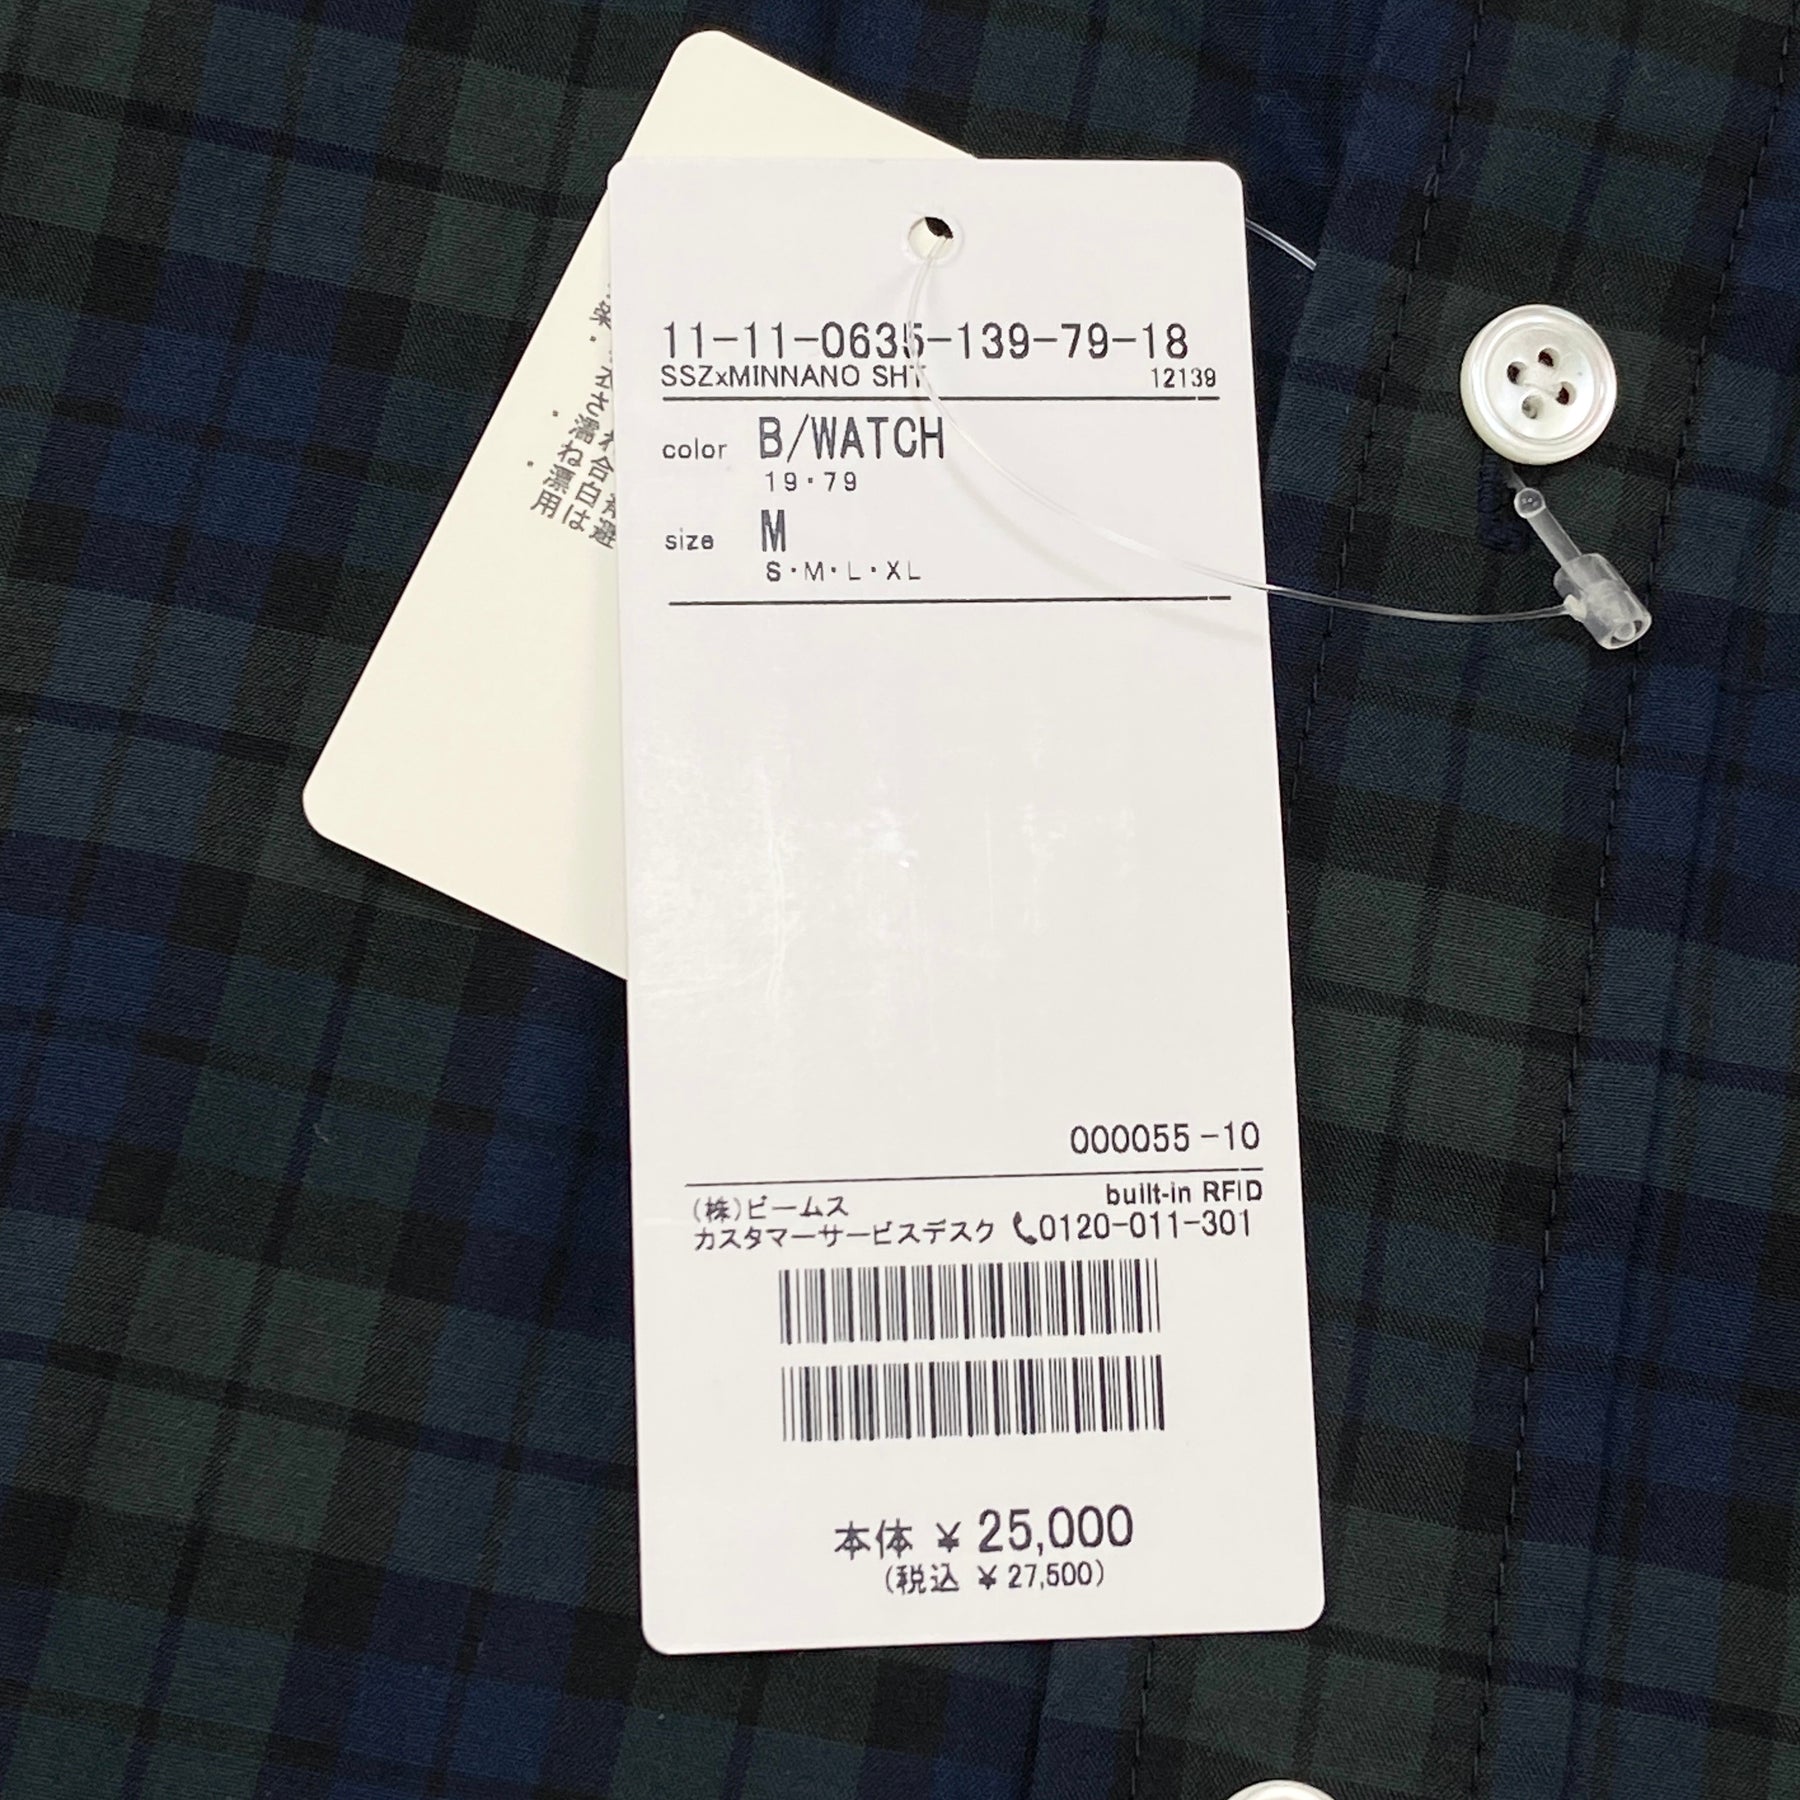 11-11-0635-139-79-18
SSZxMINNANO SHT 12139
color B/WATCH
19・79
size M
S・M・L・XL
000055-10
built-in RFID
(株)ビームス
カスタマーサービスデスク 0120-011-301
本体 ¥ 25,000
(税込 ¥ 27,500)